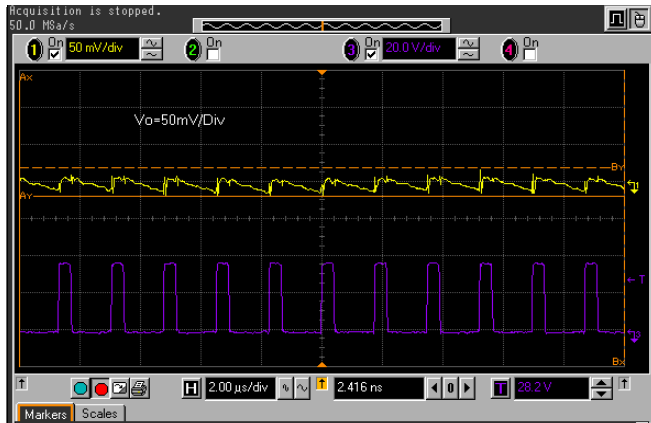 Acquisition is stopped.
50.0 MSa/s
1 On 50 mV/div 2 On 3 On 20.0 V/div 4 On
Ax
Vo=50mV/Div
By
Ay
T
Bx
H 2.00 µs/div 2.416 ns 0 T 28.2 V
Markers Scales